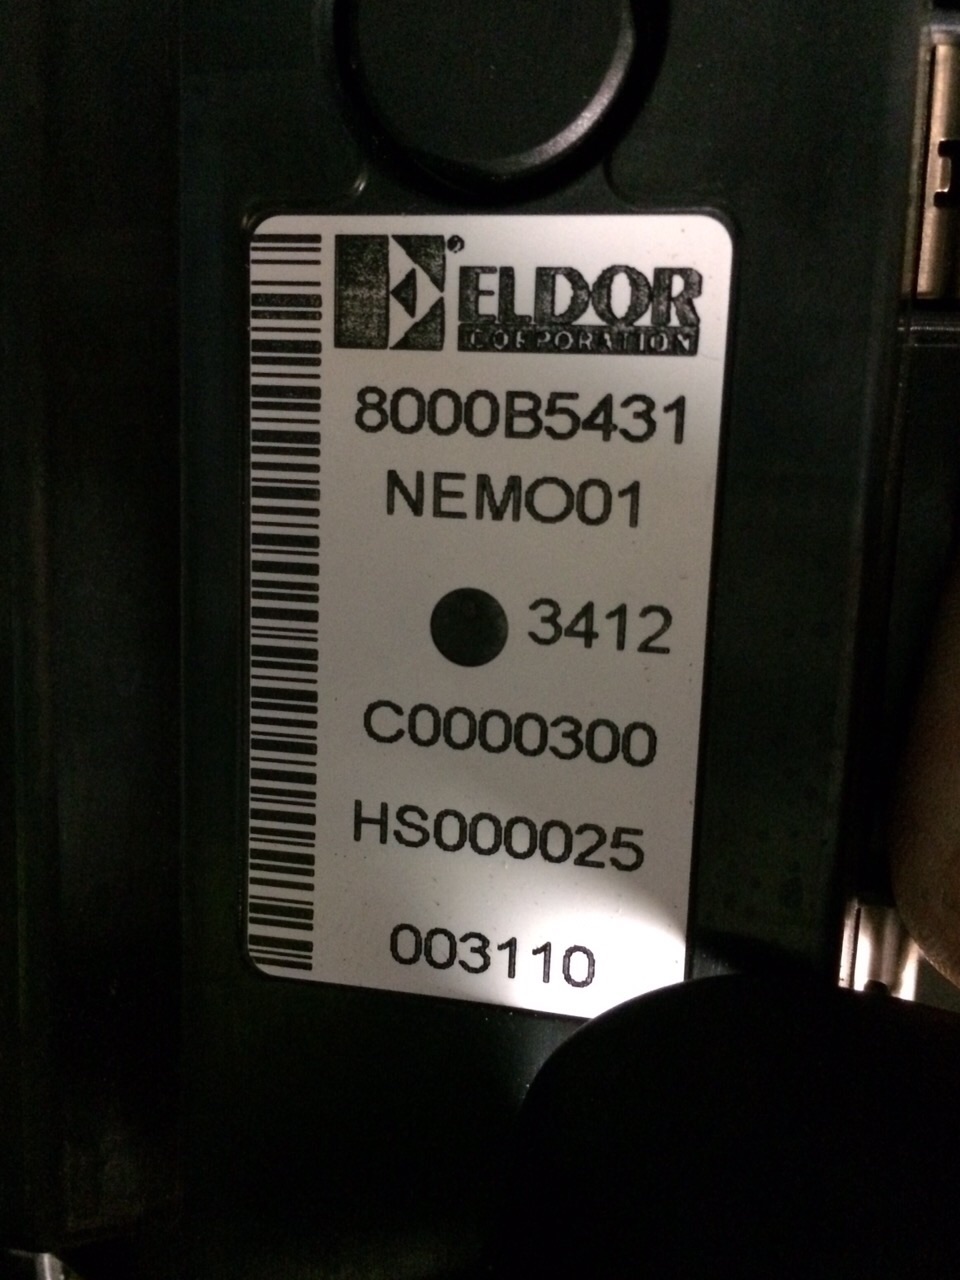 ELDOR
CORPORATION
8000B5431
NEMO01
3412
C0000300
HS000025
003110